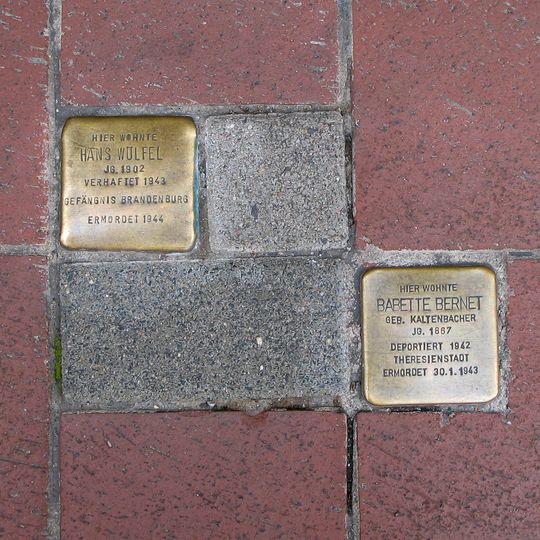 HIER WOHNTE
HANS WÖLFEL
JG. 1902
VERHAFTET 1943
GEFÄNGNIS BRANDENBURG
ERMORDET 1944
HIER WOHNTE
BABETTE BERNET
GEB. KALTENBACHER
JG. 1867
DEPORTIERT 1942
THERESIENSTADT
ERMORDET 30.1.1943